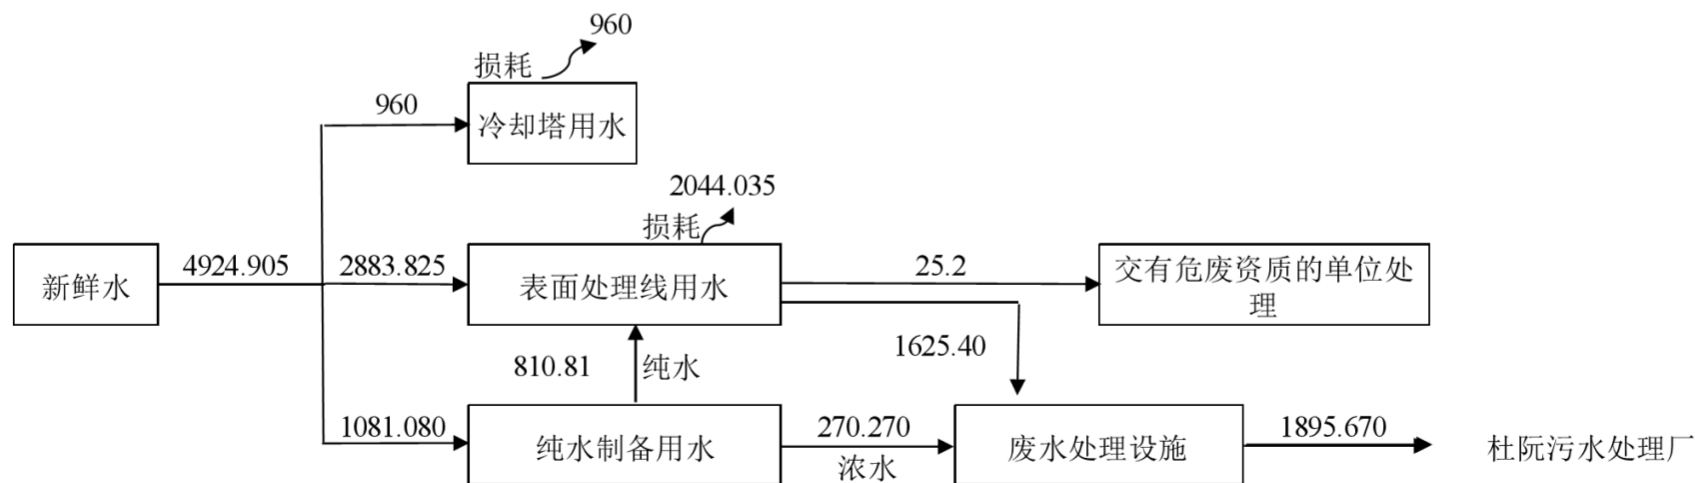 960
损耗
960
冷却塔用水
2044.035
损耗
新鲜水
4924.905
2883.825
表面处理线用水
25.2
交有危废资质的单位处
理
1625.40
810.81
纯水
1081.080
纯水制备用水
270.270
浓水
废水处理设施
1895.670
杜阮污水处理厂